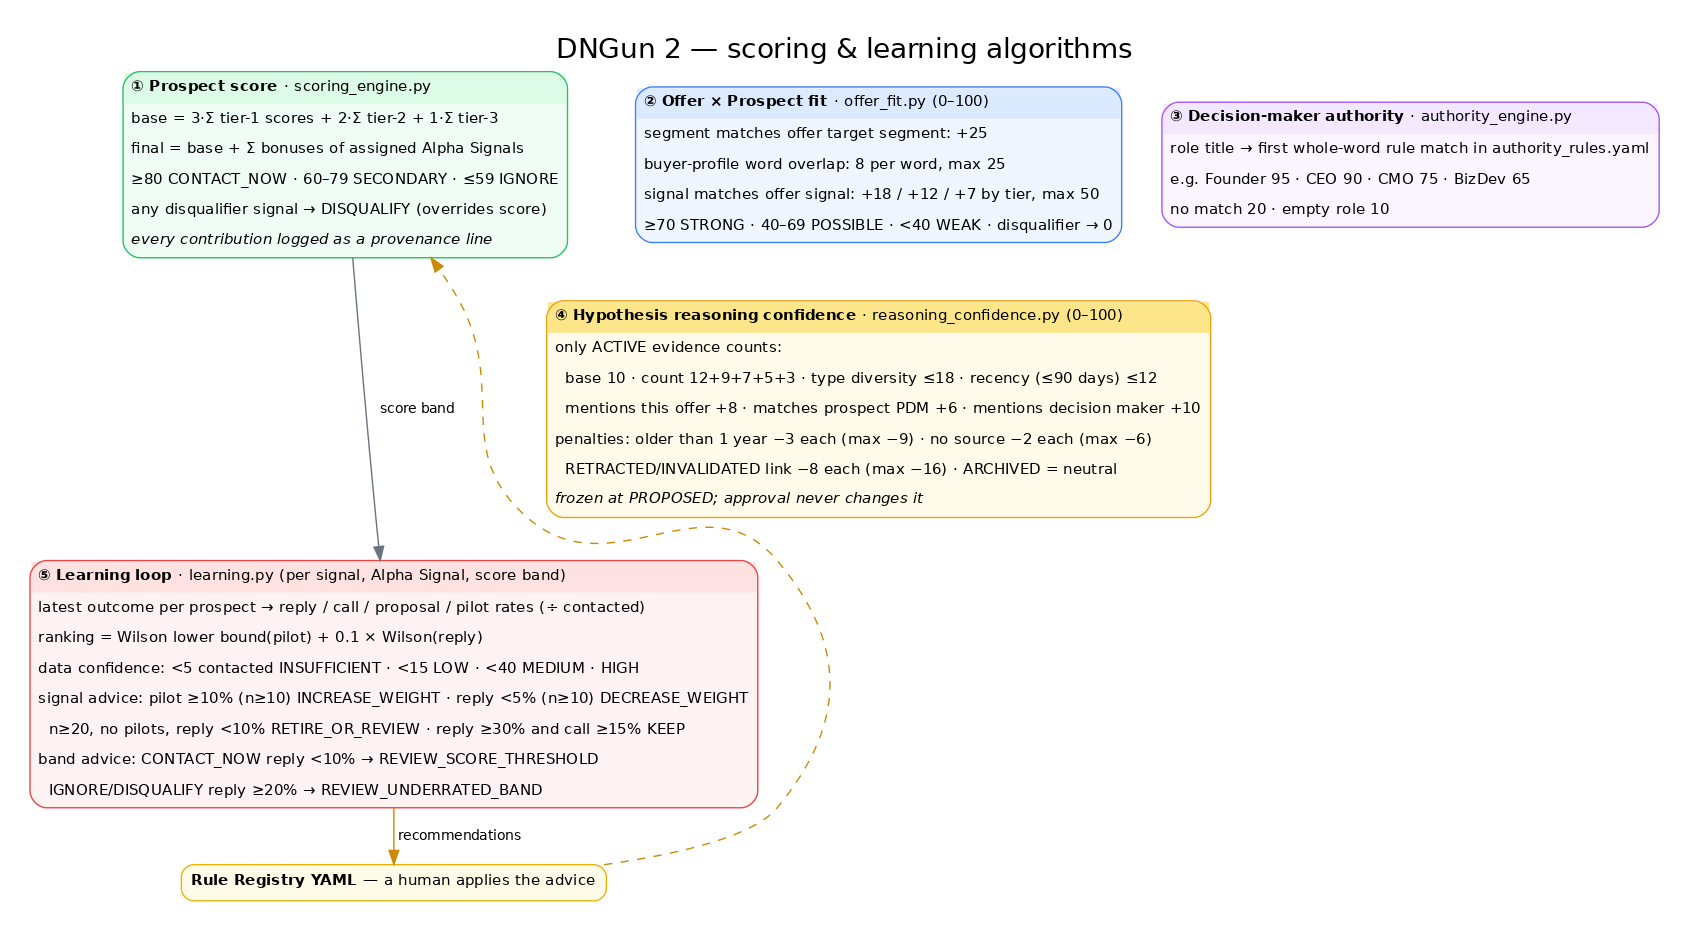 DNGun 2 — scoring & learning algorithms
① Prospect score · scoring_engine.py
base = 3·Σ tier-1 scores + 2·Σ tier-2 + 1·Σ tier-3
final = base + Σ bonuses of assigned Alpha Signals
≥80 CONTACT_NOW · 60–79 SECONDARY · ≤59 IGNORE
any disqualifier signal → DISQUALIFY (overrides score)
every contribution logged as a provenance line
② Offer × Prospect fit · offer_fit.py (0–100)
segment matches offer target segment: +25
buyer-profile word overlap: 8 per word, max 25
signal matches offer signal: +18 / +12 / +7 by tier, max 50
≥70 STRONG · 40–69 POSSIBLE · <40 WEAK · disqualifier → 0
③ Decision-maker authority · authority_engine.py
role title → first whole-word rule match in authority_rules.yaml
e.g. Founder 95 · CEO 90 · CMO 75 · BizDev 65
no match 20 · empty role 10
④ Hypothesis reasoning confidence · reasoning_confidence.py (0–100)
only ACTIVE evidence counts:
base 10 · count 12+9+7+5+3 · type diversity ≤18 · recency (≤90 days) ≤12
mentions this offer +8 · matches prospect PDM +6 · mentions decision maker +10
penalties: older than 1 year −3 each (max −9) · no source −2 each (max −6)
RETRACTED/INVALIDATED link −8 each (max −16) · ARCHIVED = neutral
frozen at PROPOSED; approval never changes it
score band
⑤ Learning loop · learning.py (per signal, Alpha Signal, score band)
latest outcome per prospect → reply / call / proposal / pilot rates (÷ contacted)
ranking = Wilson lower bound(pilot) + 0.1 × Wilson(reply)
data confidence: <5 contacted INSUFFICIENT · <15 LOW · <40 MEDIUM · HIGH
signal advice: pilot ≥10% (n≥10) INCREASE_WEIGHT · reply <5% (n≥10) DECREASE_WEIGHT
n≥20, no pilots, reply <10% RETIRE_OR_REVIEW · reply ≥30% and call ≥15% KEEP
band advice: CONTACT_NOW reply <10% → REVIEW_SCORE_THRESHOLD
IGNORE/DISQUALIFY reply ≥20% → REVIEW_UNDERRATED_BAND
recommendations
Rule Registry YAML — a human applies the advice